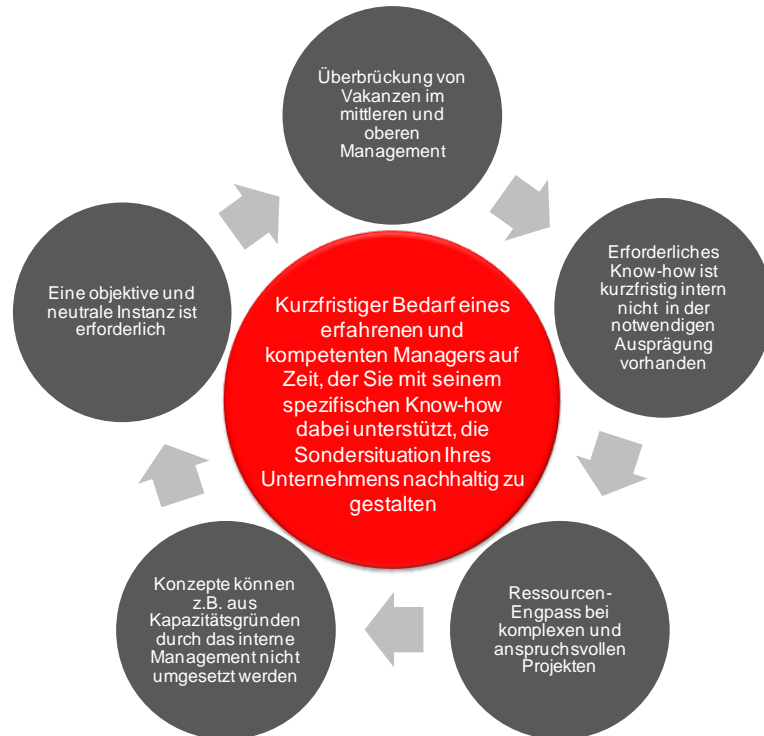 Überbrückung von
Vakanzen im
mittleren und
oberen
Management
Erforderliches
Know-how ist
kurzfristig intern
nicht in der
notwendigen
Ausprägung
vorhanden
Ressourcen-
Engpass bei
komplexen und
anspruchsvollen
Projekten
Konzepte können
z.B. aus
Kapazitätsgründen
durch das interne
Management nicht
umgesetzt werden
Eine objektive und
neutrale Instanz ist
erforderlich
Kurzfristiger Bedarf eines
erfahrenen und
kompetenten Managers auf
Zeit, der Sie mit seinem
spezifischen Know-how
dabei unterstützt, die
Sondersituation Ihres
Unternehmens nachhaltig zu
gestalten